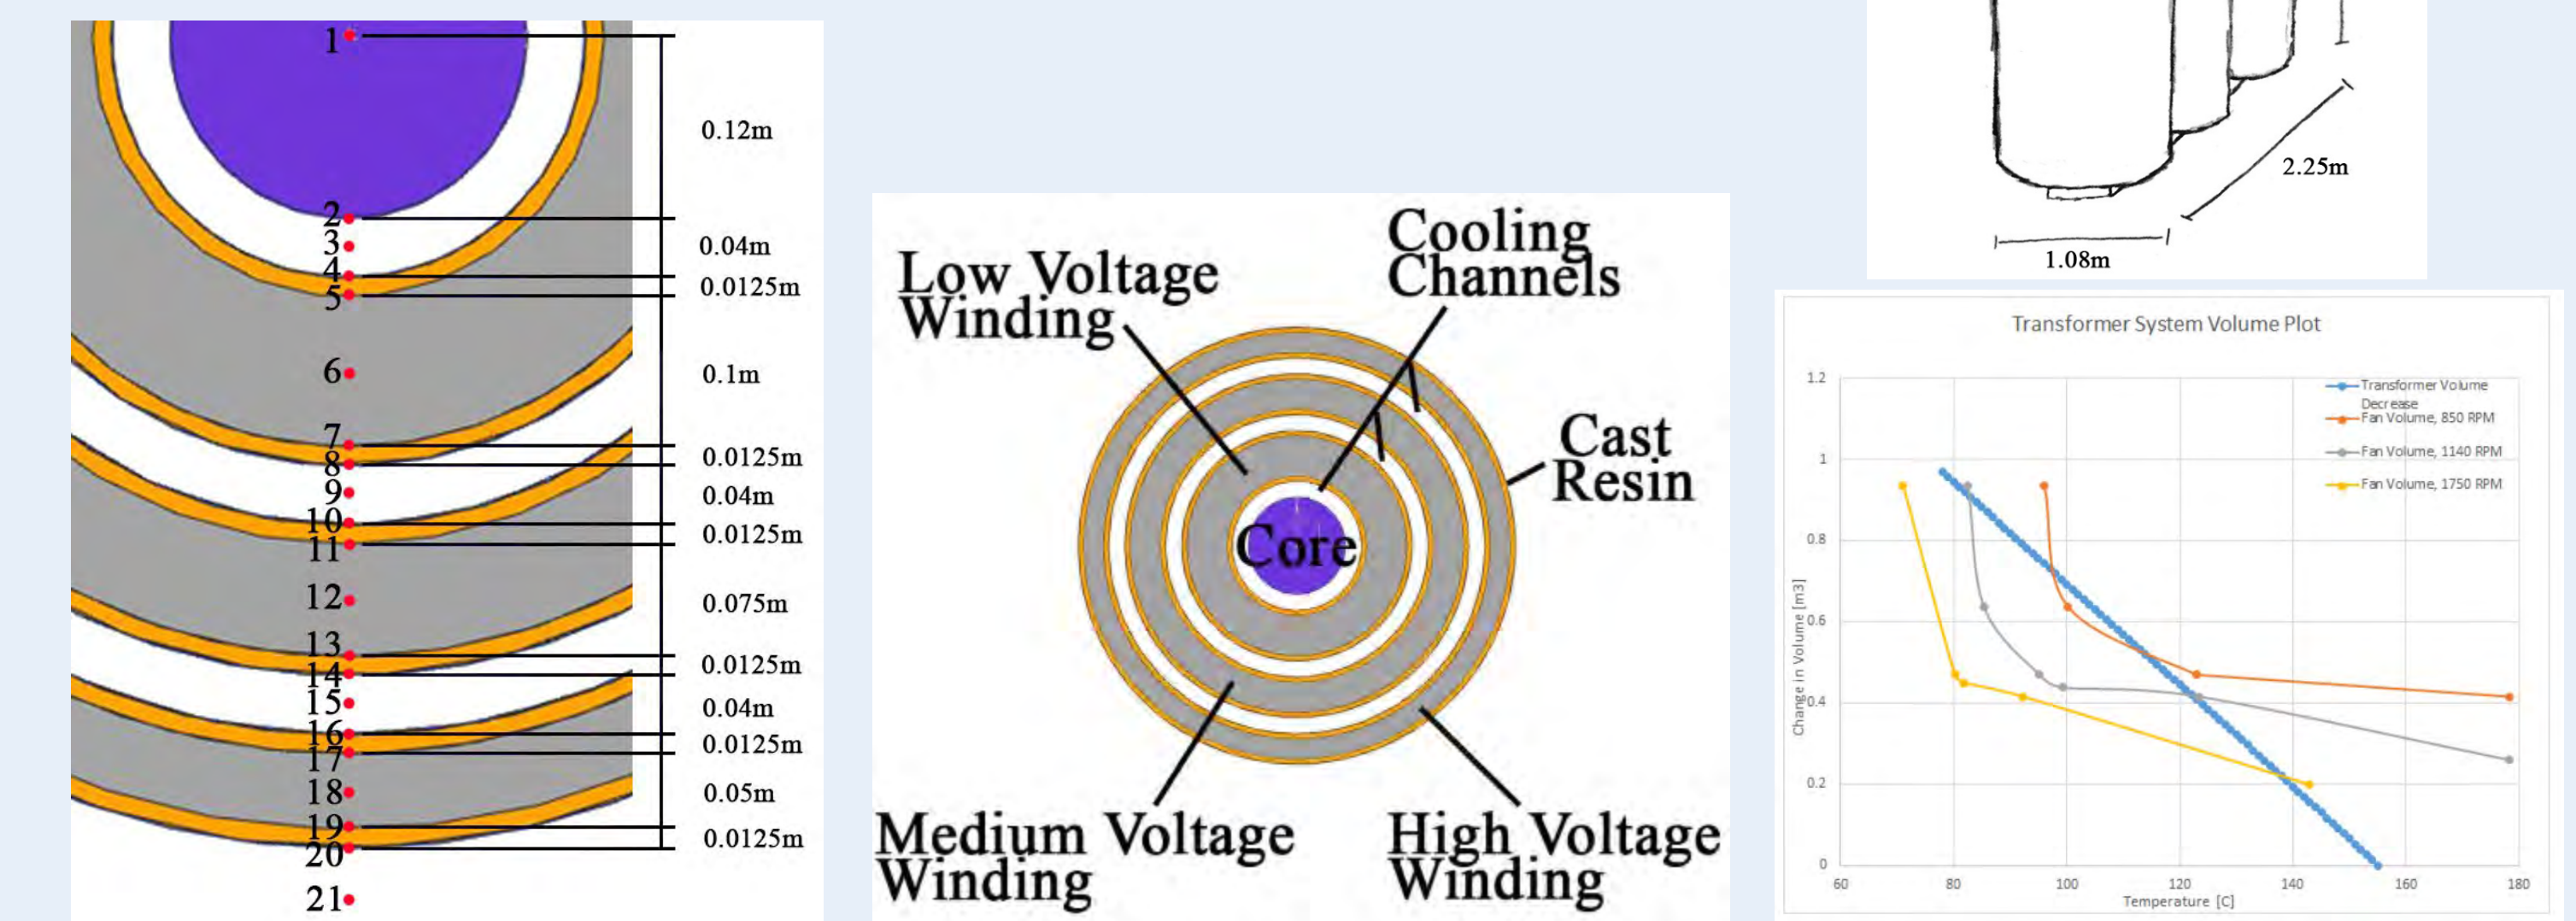 1
0.12m
2
3
0.04m
4
0.0125m
5
6
0.1m
7
0.0125m
8
9
0.04m
10
0.0125m
11
12
0.075m
13
0.0125m
14
15
0.04m
16
0.0125m
17
18
0.05m
19
0.0125m
20
21
Low Voltage
Winding
Cooling
Channels
Cast
Resin
Core
Medium Voltage
Winding
High Voltage
Winding
2.25m
1.08m
Transformer System Volume Plot
Transformer Volume
Decrease
Fan Volume, 850 RPM
Fan Volume, 1140 RPM
Fan Volume, 1750 RPM
Change in Volume [m3]
1.2
1
0.8
0.6
0.4
0.2
0
60
80
100
120
140
160
180
Temperature [C]